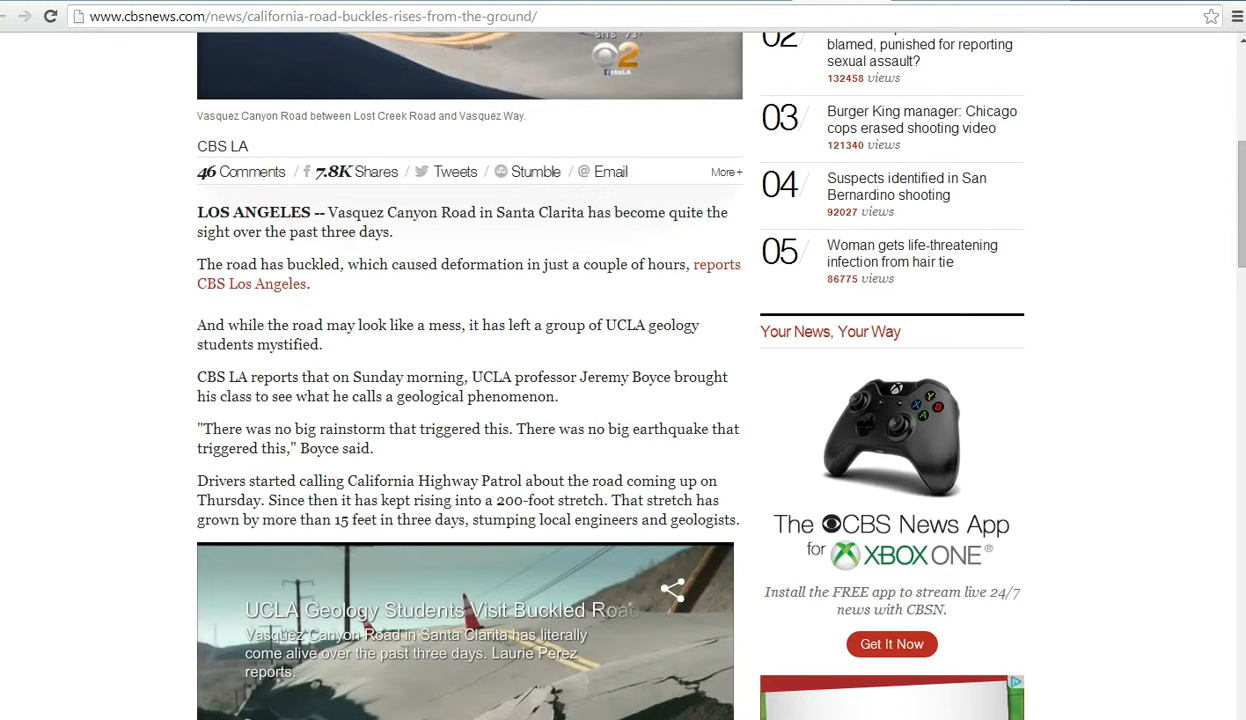 www.cbsnews.com/news/california-road-buckles-rises-from-the-ground/
CBS 2
cbsLA
Vasquez Canyon Road between Lost Creek Road and Vasquez Way.
CBS LA
46 Comments / f 7.8K Shares / Tweets / Stumble / @ Email More+
LOS ANGELES -- Vasquez Canyon Road in Santa Clarita has become quite the
sight over the past three days.
The road has buckled, which caused deformation in just a couple of hours, reports
CBS Los Angeles.
And while the road may look like a mess, it has left a group of UCLA geology
students mystified.
CBS LA reports that on Sunday morning, UCLA professor Jeremy Boyce brought
his class to see what he calls a geological phenomenon.
"There was no big rainstorm that triggered this. There was no big earthquake that
triggered this," Boyce said.
Drivers started calling California Highway Patrol about the road coming up on
Thursday. Since then it has kept rising into a 200-foot stretch. That stretch has
grown by more than 15 feet in three days, stumping local engineers and geologists.
UCLA Geology Students Visit Buckled Road
Vasquez Canyon Road in Santa Clarita has literally
come alive over the past three days. Laurie Perez
reports.
02
blamed, punished for reporting
sexual assault?
132458 views
03 / Burger King manager: Chicago
cops erased shooting video
121340 views
04 / Suspects identified in San
Bernardino shooting
92027 views
05 / Woman gets life-threatening
infection from hair tie
86775 views
Your News, Your Way
Y
X B
A
The CBS News App
for XBOX ONE®
Install the FREE app to stream live 24/7
news with CBSN.
Get It Now